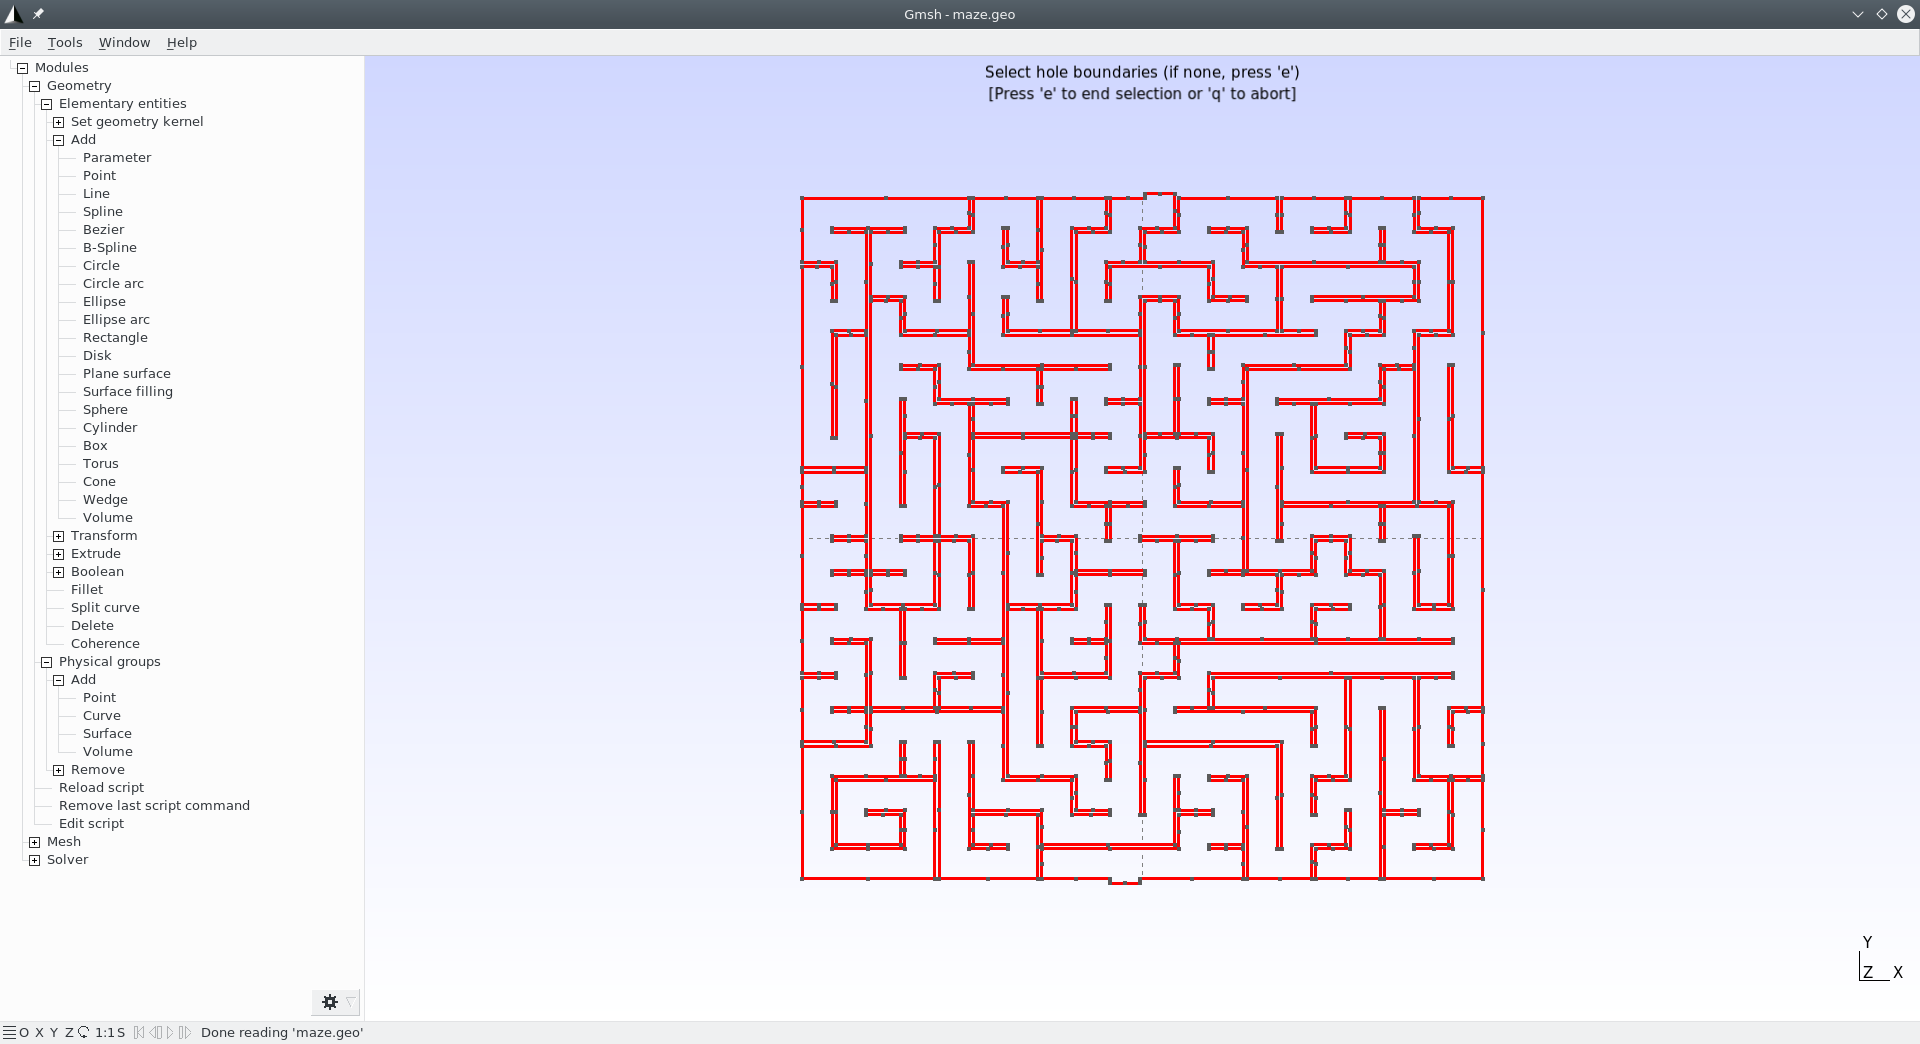 Gmsh - maze.geo
File Tools Window Help
Modules
Geometry
Elementary entities
Set geometry kernel
Add
Parameter
Point
Line
Spline
Bezier
B-Spline
Circle
Circle arc
Ellipse
Ellipse arc
Rectangle
Disk
Plane surface
Surface filling
Sphere
Cylinder
Box
Torus
Cone
Wedge
Volume
Transform
Extrude
Boolean
Fillet
Split curve
Delete
Coherence
Physical groups
Add
Point
Curve
Surface
Volume
Remove
Reload script
Remove last script command
Edit script
Mesh
Solver
Select hole boundaries (if none, press 'e')
[Press 'e' to end selection or 'q' to abort]
Y
Z X
O X Y Z 1:1 S Done reading 'maze.geo'